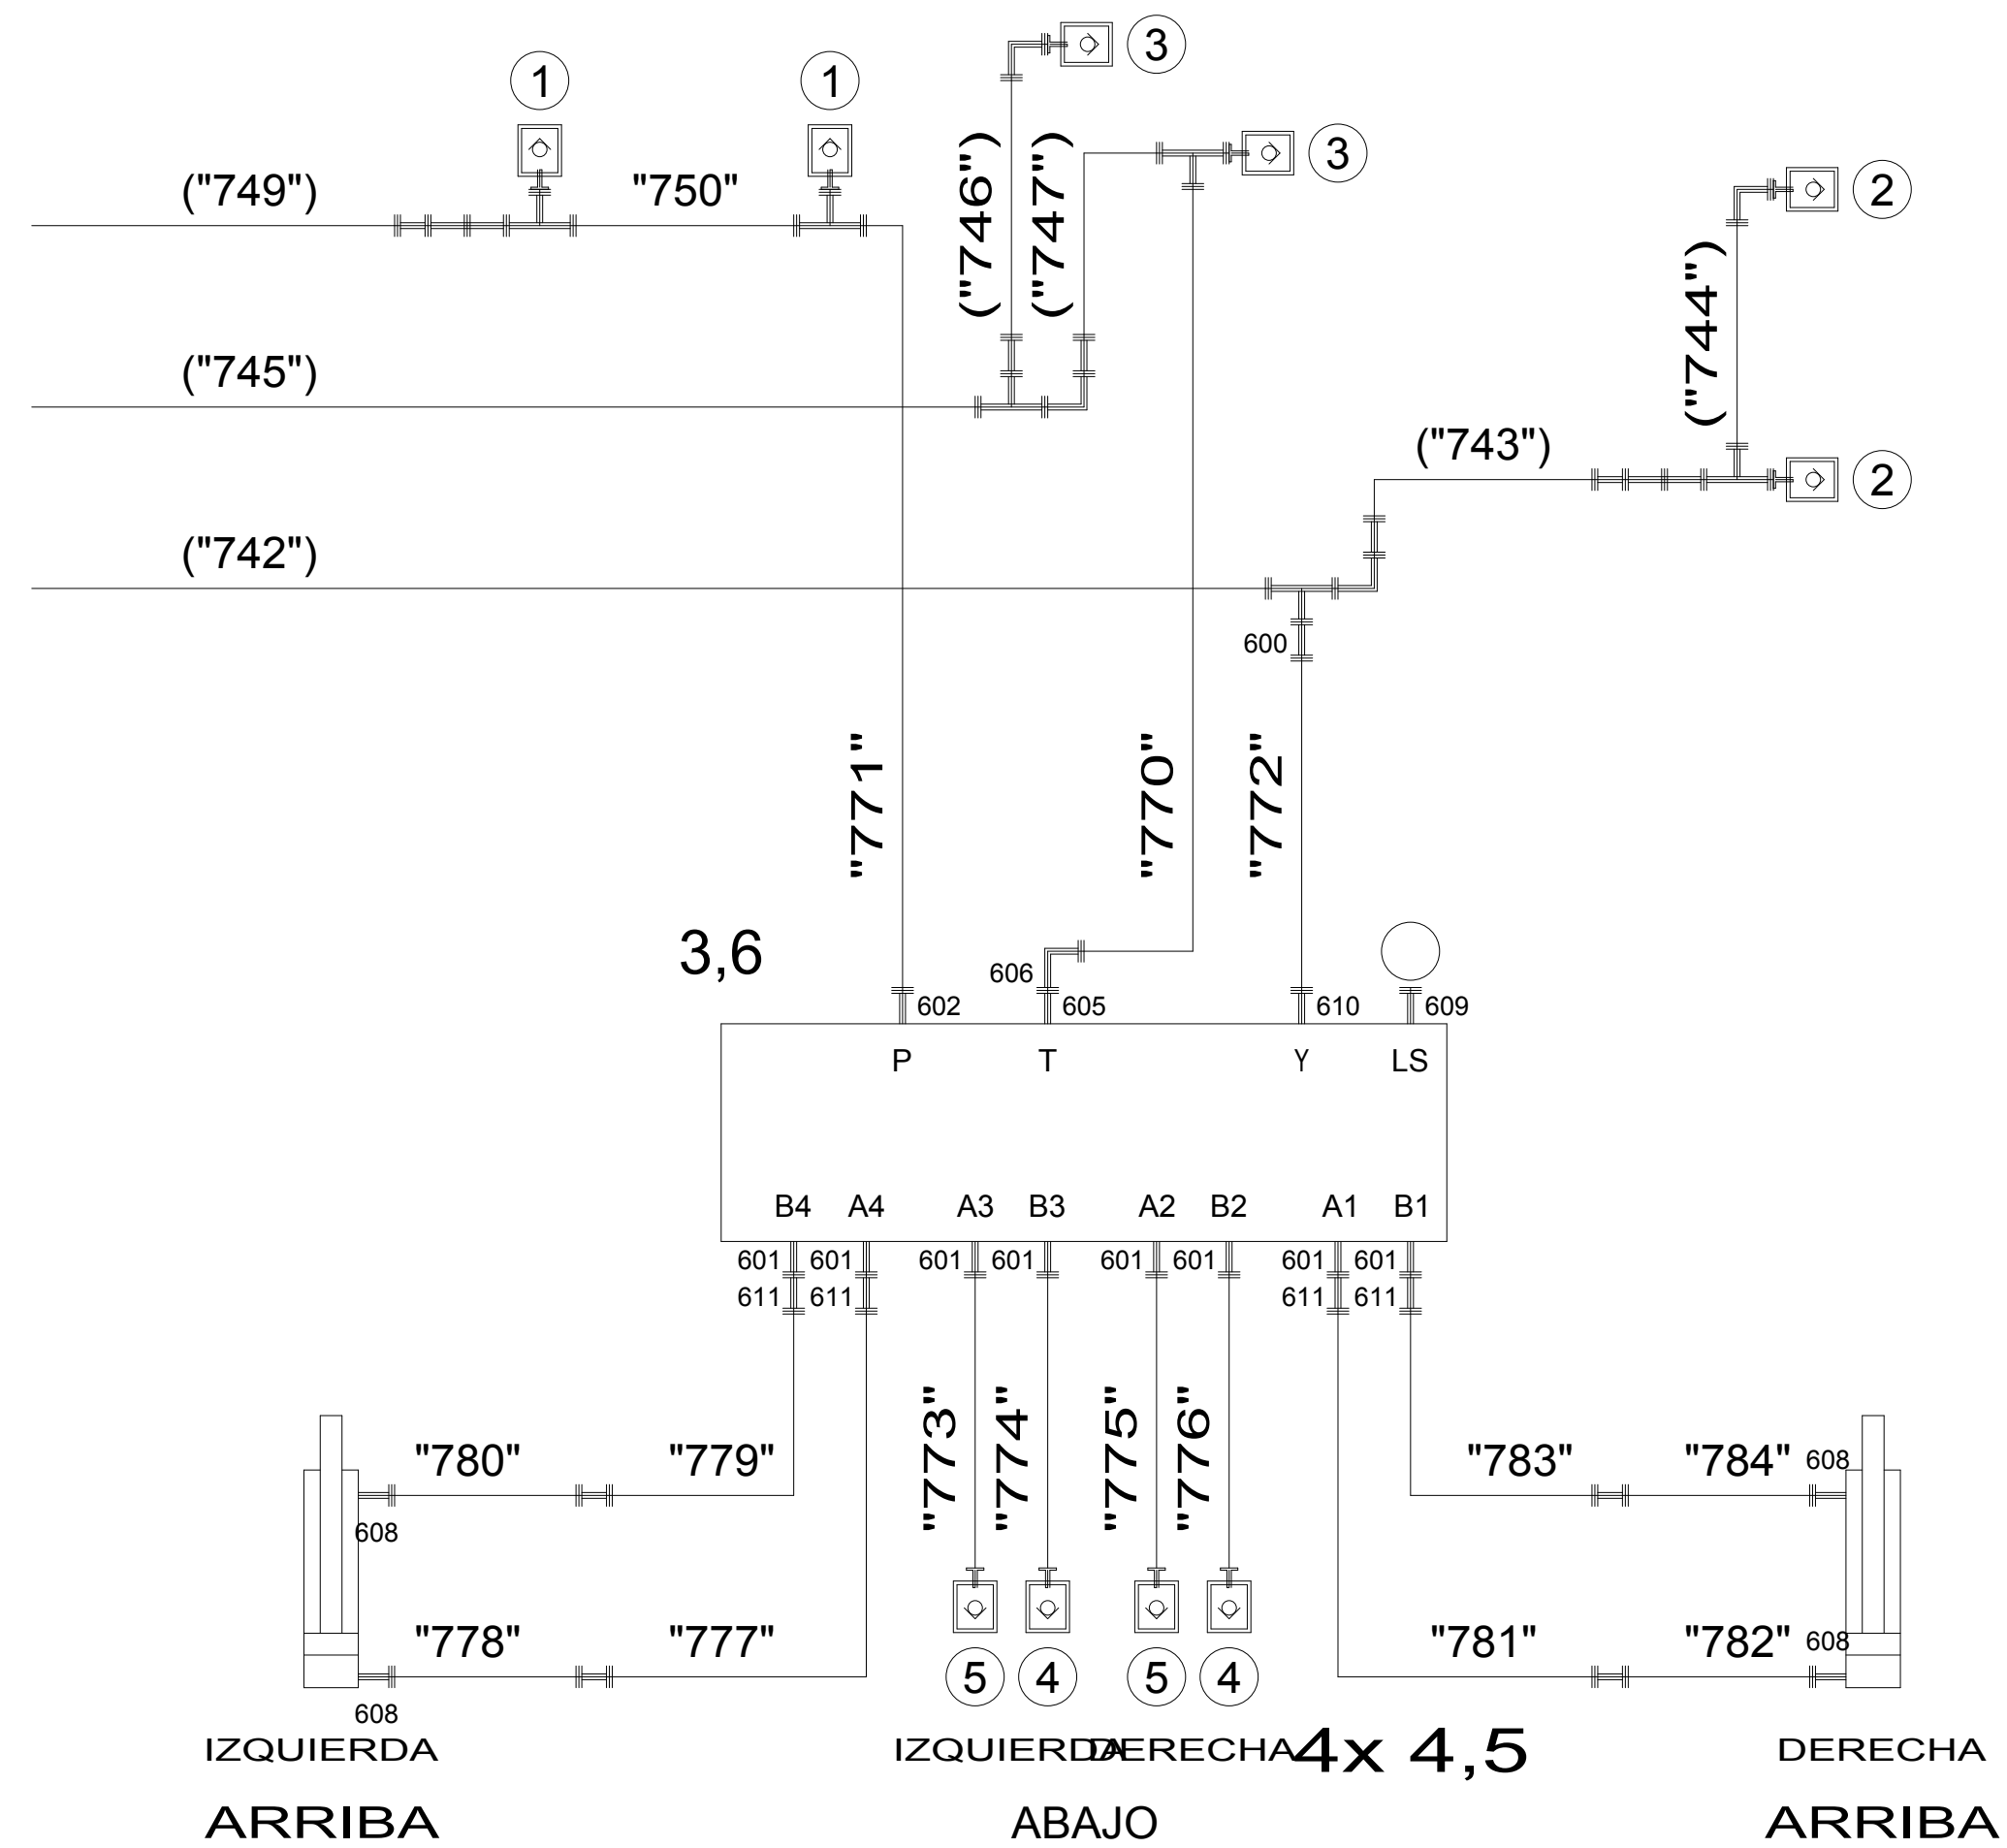 3
1 1
3
("749") "750" ("746") ("747") 2
("744")
("745")
("743")
2
("742")
600
"771" "770" "772"
3,6
606
602 605 610 609
P T Y LS
B4 A4 A3 B3 A2 B2 A1 B1
601 601 601 601 601 601 601 601
611 611 611 611
"773" "774" "775" "776"
"780" "779" "783" "784" 608
608
"778" "777" "781" "782" 608
5 4 5 4
608
IZQUIERDA IZQUIERDA DERECHA 4x 4,5 DERECHA
ARRIBA ABAJO ARRIBA